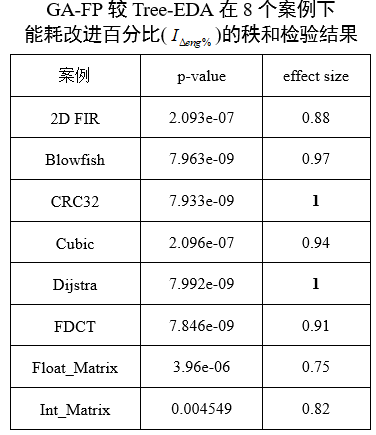 GA-FP 较 Tree-EDA 在 8 个案例下
能耗改进百分比( I_Δeng% )的秩和检验结果
案例 p-value effect size
2D FIR 2.093e-07 0.88
Blowfish 7.963e-09 0.97
CRC32 7.933e-09 1
Cubic 2.096e-07 0.94
Dijstra 7.992e-09 1
FDCT 7.846e-09 0.91
Float_Matrix 3.96e-06 0.75
Int_Matrix 0.004549 0.82